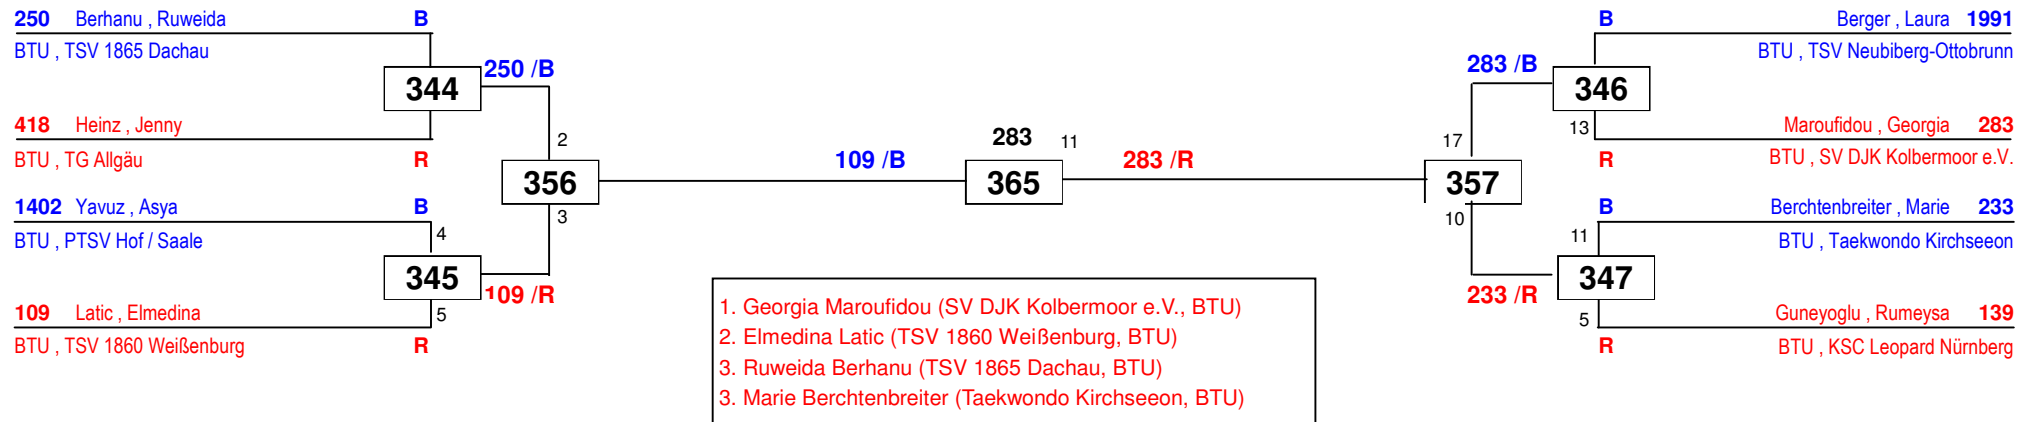 250 Berhanu , Ruweida B
BTU , TSV 1865 Dachau
344
250 /B
418 Heinz , Jenny
BTU , TG Allgäu R
2
356
3
1402 Yavuz , Asya B
BTU , PTSV Hof / Saale
4
345
109 /R
109 Latic , Elmedina
5
BTU , TSV 1860 Weißenburg R
109 /B
283 11
365
283 /R
1. Georgia Maroufidou (SV DJK Kolbermoor e.V., BTU)
2. Elmedina Latic (TSV 1860 Weißenburg, BTU)
3. Ruweida Berhanu (TSV 1865 Dachau, BTU)
3. Marie Berchtenbreiter (Taekwondo Kirchseeon, BTU)
B Berger , Laura 1991
BTU , TSV Neubiberg-Ottobrunn
283 /B
346
13
Maroufidou , Georgia 283
R BTU , SV DJK Kolbermoor e.V.
17
357
10
B Berchtenbreiter , Marie 233
11
BTU , Taekwondo Kirchseeon
347
233 /R
5
Guneyoglu , Rumeysa 139
R BTU , KSC Leopard Nürnberg